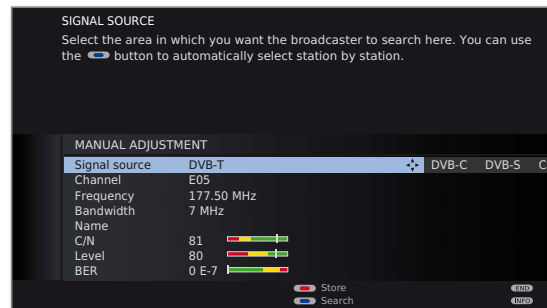 SIGNAL SOURCE
Select the area in which you want the broadcaster to search here. You can use
the button to automatically select station by station.
MANUAL ADJUSTMENT
Signal source DVB-T DVB-C DVB-S C
Channel E05
Frequency 177.50 MHz
Bandwidth 7 MHz
Name
C/N 81
Level 80
BER 0 E-7
Store END
Search INFO